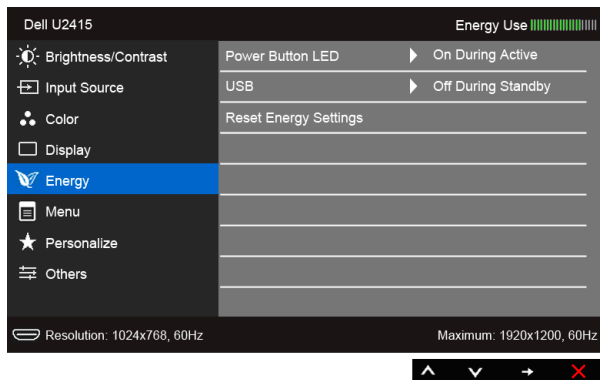 Dell U2415 Energy Use
Brightness/Contrast Power Button LED On During Active
Input Source USB Off During Standby
Color Reset Energy Settings
Display
Energy
Menu
Personalize
Others
Resolution: 1024x768, 60Hz Maximum: 1920x1200, 60Hz